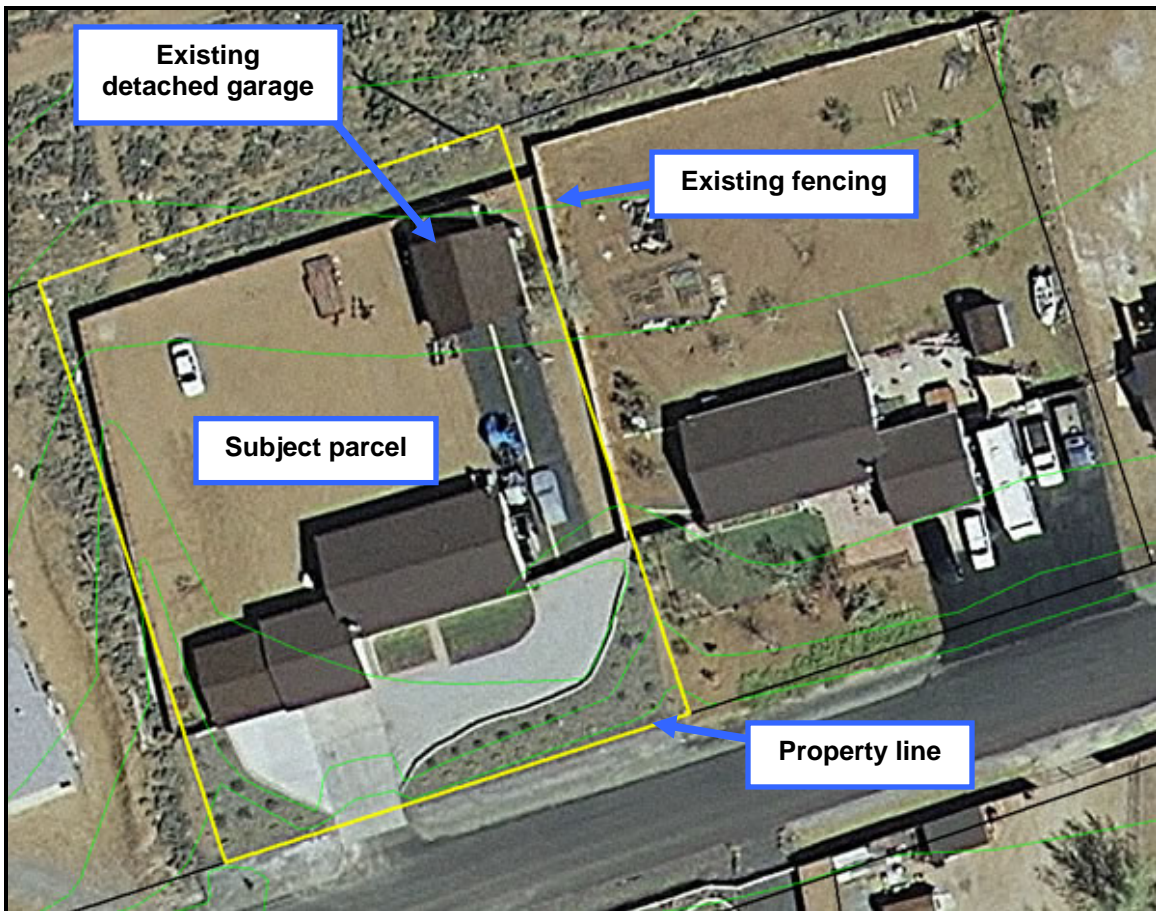 Existing
detached garage
Existing fencing
Subject parcel
Property line